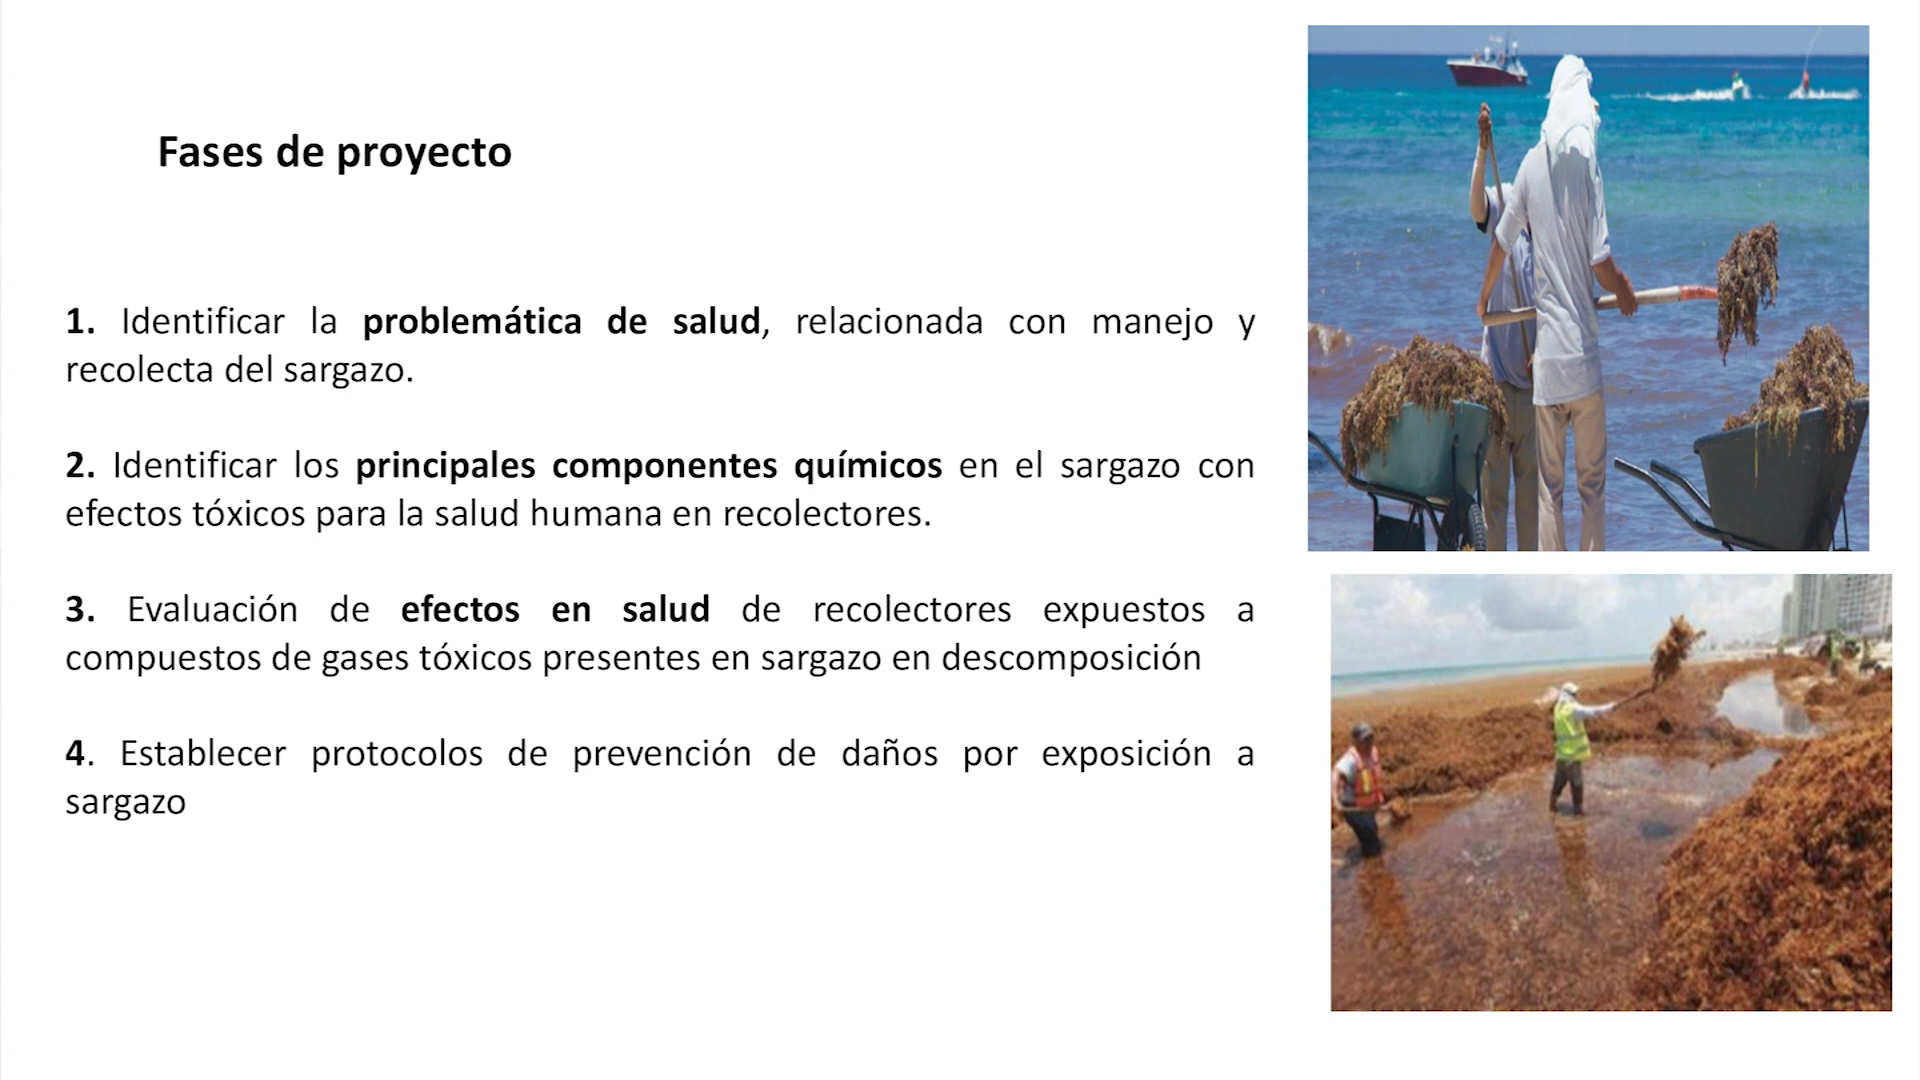 Fases de proyecto
1. Identificar la problemática de salud, relacionada con manejo y
recolecta del sargazo.
2. Identificar los principales componentes químicos en el sargazo con
efectos tóxicos para la salud humana en recolectores.
3. Evaluación de efectos en salud de recolectores expuestos a
compuestos de gases tóxicos presentes en sargazo en descomposición
4. Establecer protocolos de prevención de daños por exposición a
sargazo